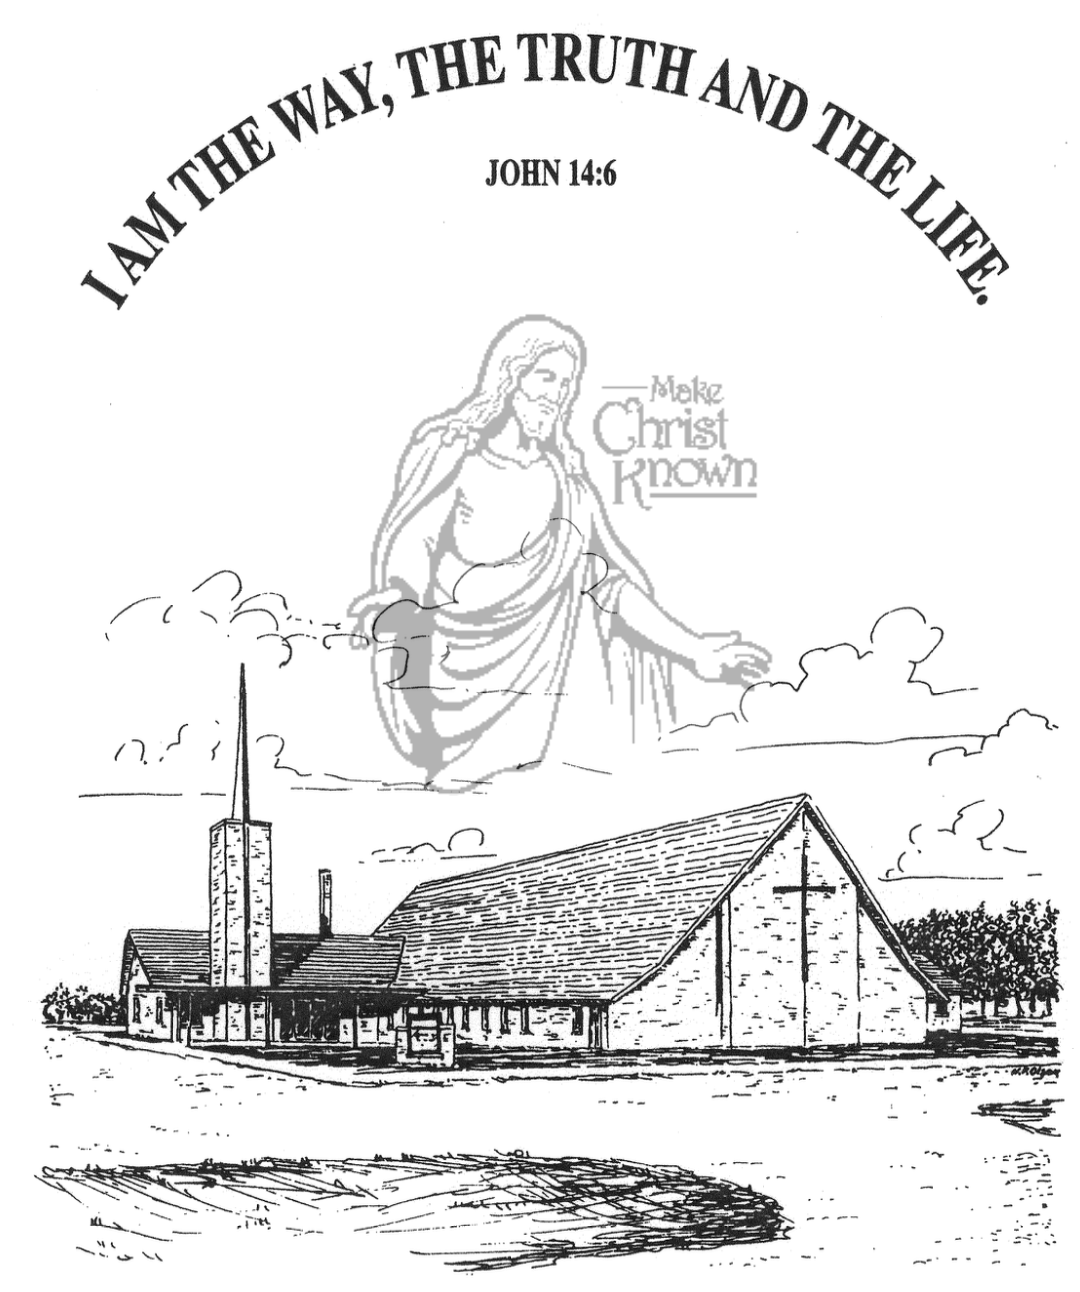 I AM THE WAY, THE TRUTH AND THE LIFE.
JOHN 14:6
Make
Christ
Known